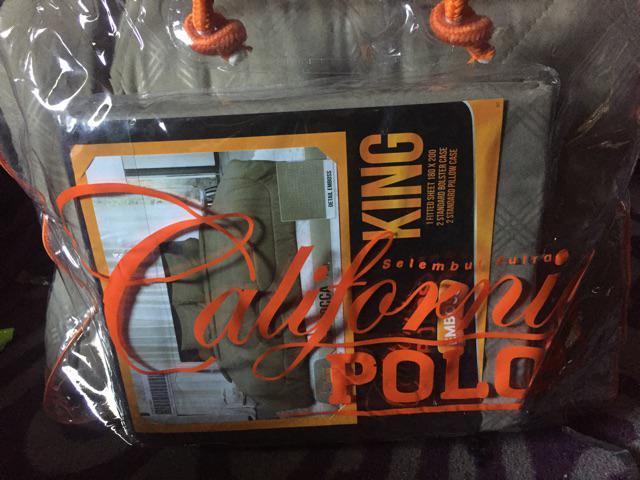 KING
1 FITTED SHEET 180 X 200
2 STANDARD BOLSTER CASE
2 STANDARD PILLOW CASE
DETAIL EMBOSS
Selembut Sutra
California
POLO